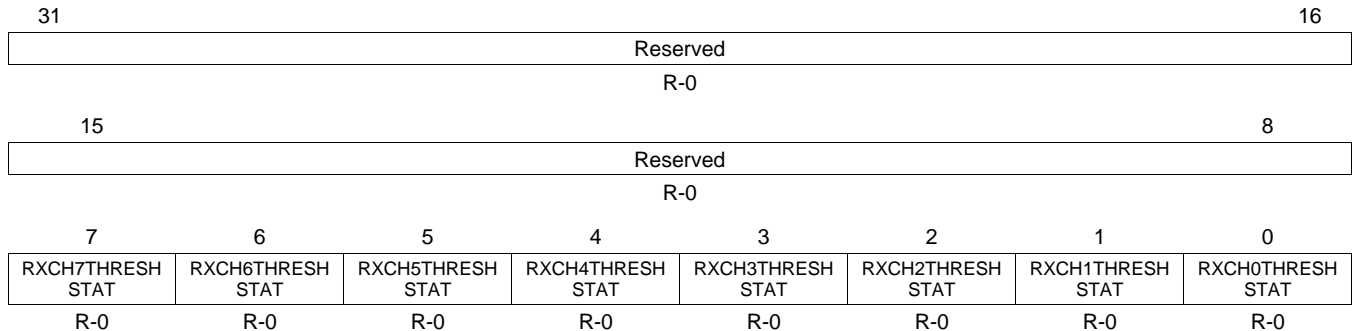 31 16
Reserved
R-0
15 8
Reserved
R-0
7 6 5 4 3 2 1 0
RXCH7THRESH RXCH6THRESH RXCH5THRESH RXCH4THRESH RXCH3THRESH RXCH2THRESH RXCH1THRESH RXCH0THRESH
STAT STAT STAT STAT STAT STAT STAT STAT
R-0 R-0 R-0 R-0 R-0 R-0 R-0 R-0